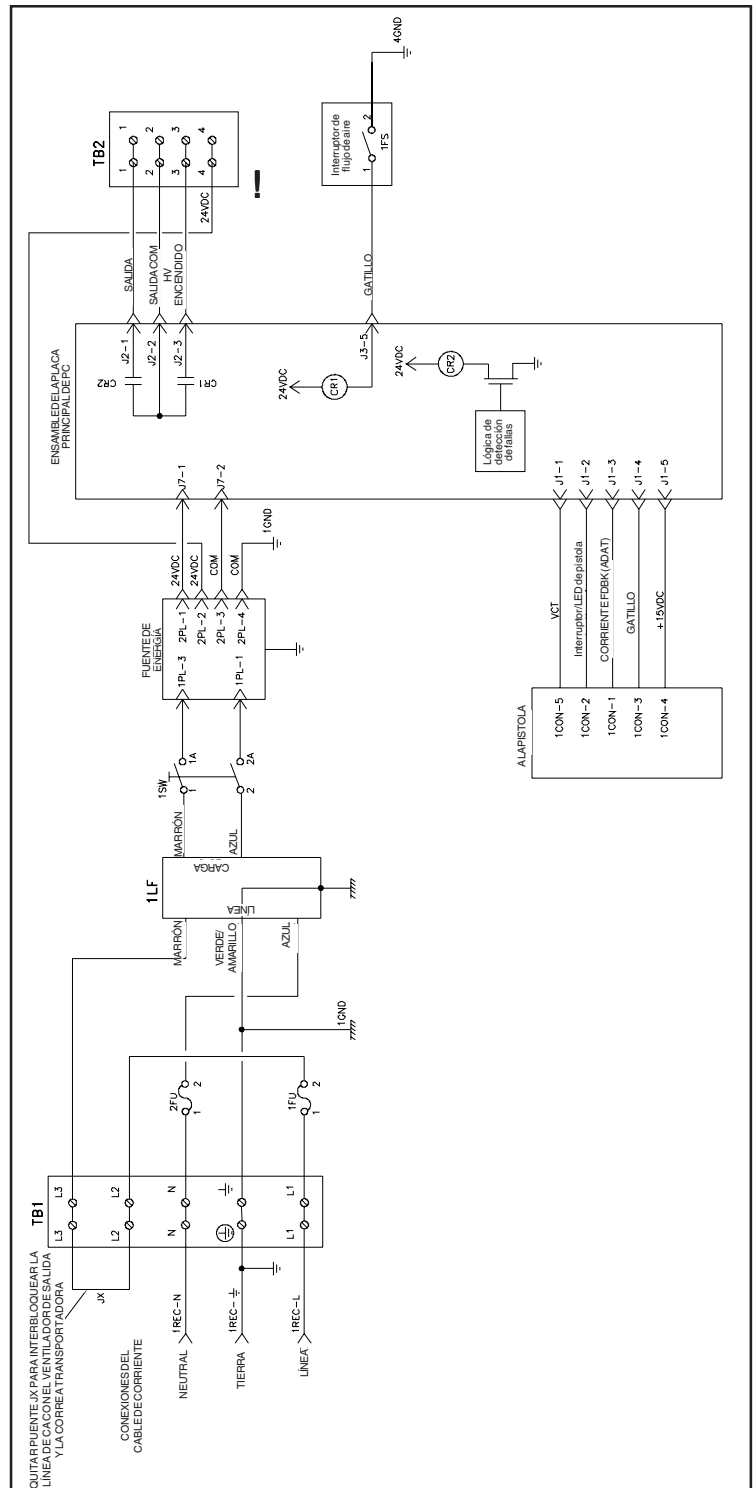 QUITAR PUENTE JX PARA INTERBLOQUEAR LA
LÍNEA DE CA CON EL VENTILADOR DE SALIDA
Y LA CORREA TRANSPORTADORA
JX
CONEXIONES DEL
CABLE DE CORRIENTE
NEUTRAL
TIERRA
LÍNEA
1REC-N
1REC-
1REC-L
TB1
L3 L3
L2 L2
N N
L1 L1
2FU
1 2
1FU
1 2
1GND
MARRÓN
VERDE/
AMARILLO
AZUL
1LF
LÍNEA
CARGA
MARRÓN
AZUL
1SW
1 1A
2 2A
FUENTE DE
ENERGÍA
1PL-3
1PL-1
2PL-1
2PL-2
2PL-3
2PL-4
24VDC
24VDC
COM
COM
1GND
ENSAMBLE DE LA PLACA
PRINCIPAL DE PC
J7-1
J7-2
CR2
CR1
J2-1
J2-2
J2-3
24VDC
CR1
J3-5
24VDC
CR2
Lógica de
detección
de fallas
SALIDA
SALIDA COM
HV
ENCENDIDO
24VDC
TB2
1 1
2 2
3 3
4 4
!
GATILLO
Interruptor de
flujo de aire
1 2
1FS
4GND
A LA PISTOLA
1CON-5
1CON-2
1CON-1
1CON-3
1CON-4
VCT
Interruptor/LED de pistola
CORRIENTE FDBK (ADAT)
GATILLO
+15VDC
J1-1
J1-2
J1-3
J1-4
J1-5